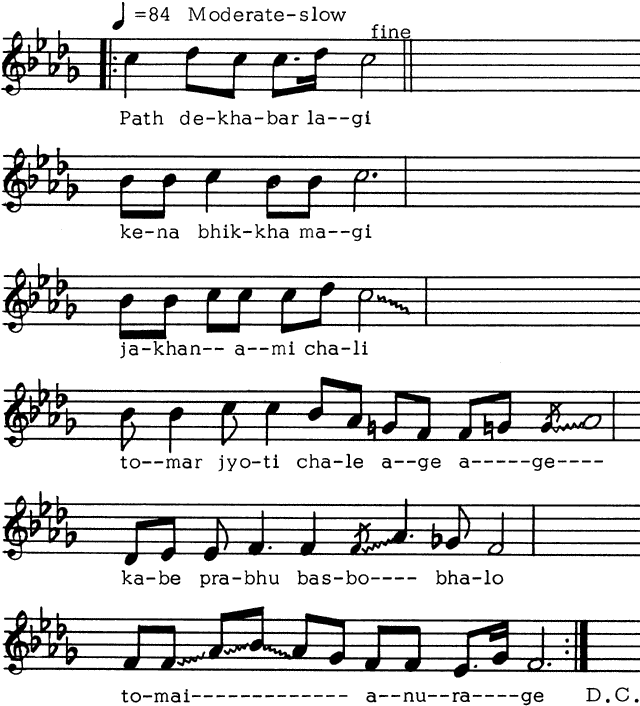 =84 Moderate-slow
fine
Path de-kha-bar la--gi
ke-na bhik-kha ma--gi
ja-khan-- a--mi cha-li
to--mar jyo-ti cha-le a--ge a-----ge----
ka-be pra-bhu bas-bo---- bha-lo
to-mai------------- a--nu--ra----ge D.C.